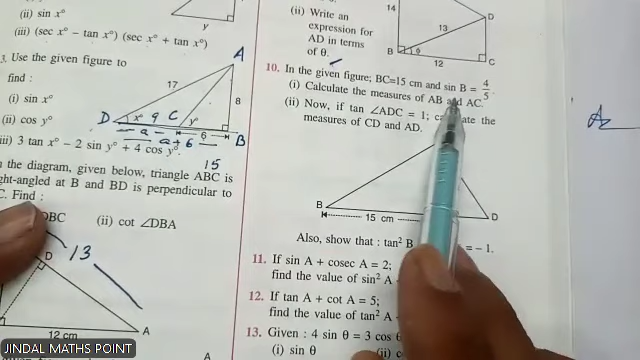 (ii) sec x°
(iii) (sec x° − tan x°) (sec x° + tan x°)
y
3. Use the given figure to
find :
(i) sin x°
(ii) cos y°
(iii) 3 tan x° − 2 sin y° + 4 cos y°.
A
17
8
D
x°
9
C
y°
a
6
B
a + 6
15
the diagram, given below, triangle ABC is
right-angled at B and BD is perpendicular to
C. Find :
DBC
(ii) cot ∠DBA
13
D
12 cm
A
A
(ii) Write an
expression for
AD in terms
of θ.
14
D
13
B
θ
12
C
10. In the given figure; BC=15 cm and sin B = 4/5.
(i) Calculate the measures of AB and AC.
(ii) Now, if tan ∠ADC = 1; the
measures of CD and AD.
B
15 cm
D
Also, show that : tan² B = − 1.
11. If sin A + cosec A = 2;
find the value of sin² A
12. If tan A + cot A = 5;
find the value of tan² A
13. Given : 4 sin θ = 3 cos θ
(i) sin θ
(ii)
A
JINDAL MATHS POINT